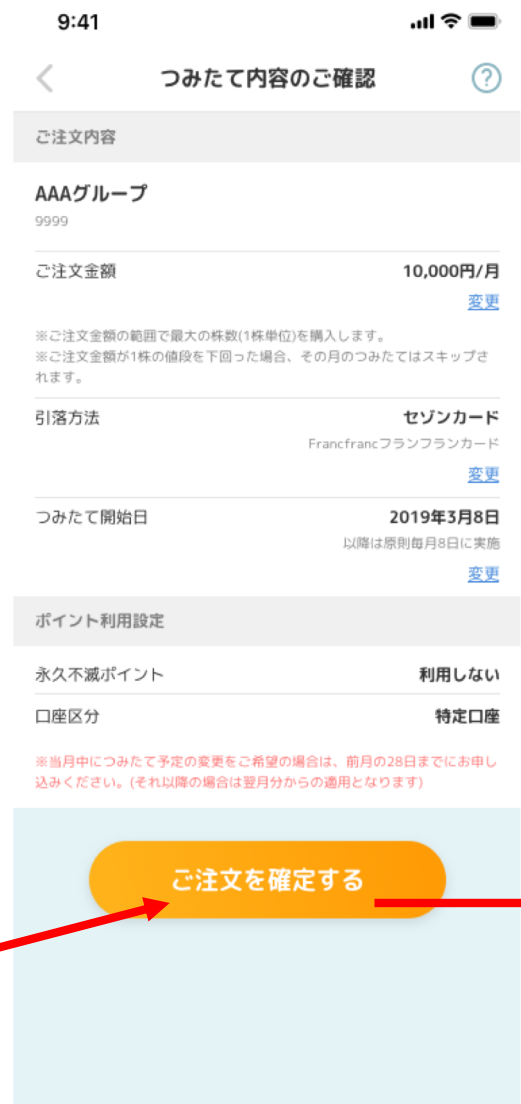 9:41
つみたて内容のご確認
?
ご注文内容
AAAグループ
9999
ご注文金額
10,000円/月
変更
※ご注文金額の範囲で最大の株数(1株単位)を購入します。
※ご注文金額が1株の値段を下回った場合、その月のつみたてはスキップさ
れます。
引落方法
セゾンカード
Francfrancフランフランカード
変更
つみたて開始日
2019年3月8日
以降は原則毎月8日に実施
変更
ポイント利用設定
永久不滅ポイント
利用しない
口座区分
特定口座
※当月中につみたて予定の変更をご希望の場合は、前月の28日までにお申し
込みください。(それ以降の場合は翌月分からの適用となります)
ご注文を確定する